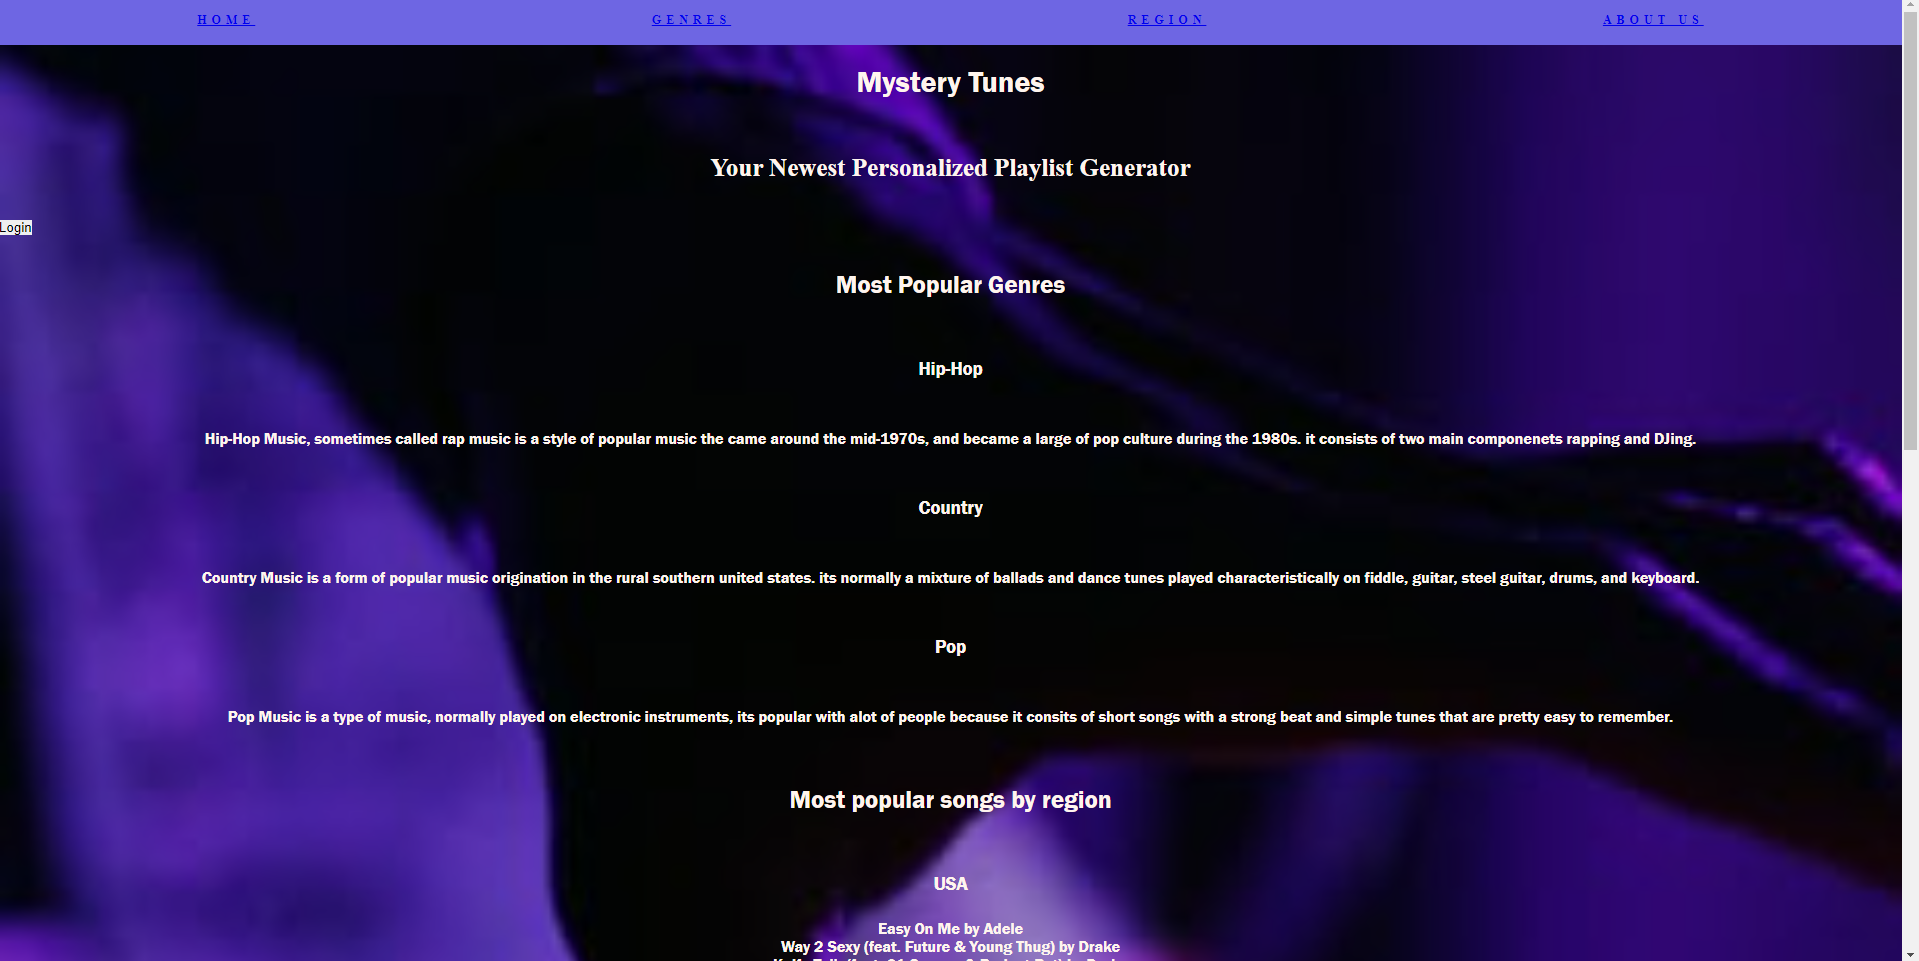 HOME
GENRES
REGION
ABOUT US
Mystery Tunes
Your Newest Personalized Playlist Generator
Login
Most Popular Genres
Hip-Hop
Hip-Hop Music, sometimes called rap music is a style of popular music the came around the mid-1970s, and became a large of pop culture during the 1980s. it consists of two main componenets rapping and DJing.
Country
Country Music is a form of popular music origination in the rural southern united states. its normally a mixture of ballads and dance tunes played characteristically on fiddle, guitar, steel guitar, drums, and keyboard.
Pop
Pop Music is a type of music, normally played on electronic instruments, its popular with alot of people because it consits of short songs with a strong beat and simple tunes that are pretty easy to remember.
Most popular songs by region
USA
Easy On Me by Adele
Way 2 Sexy (feat. Future & Young Thug) by Drake